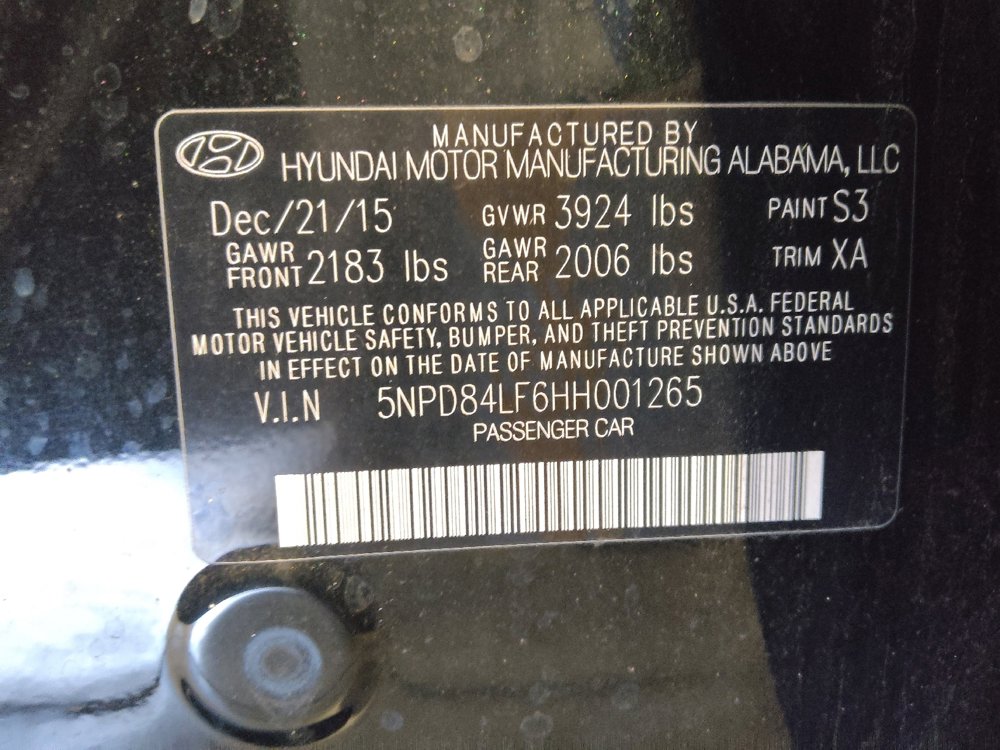 MANUFACTURED BY
HYUNDAI MOTOR MANUFACTURING ALABAMA, LLC
Dec/21/15 GVWR 3924 lbs PAINT S3
GAWR FRONT 2183 lbs GAWR REAR 2006 lbs TRIM XA
THIS VEHICLE CONFORMS TO ALL APPLICABLE U.S.A. FEDERAL
MOTOR VEHICLE SAFETY, BUMPER, AND THEFT PREVENTION STANDARDS
IN EFFECT ON THE DATE OF MANUFACTURE SHOWN ABOVE
V.I.N 5NPD84LF6HH001265
PASSENGER CAR